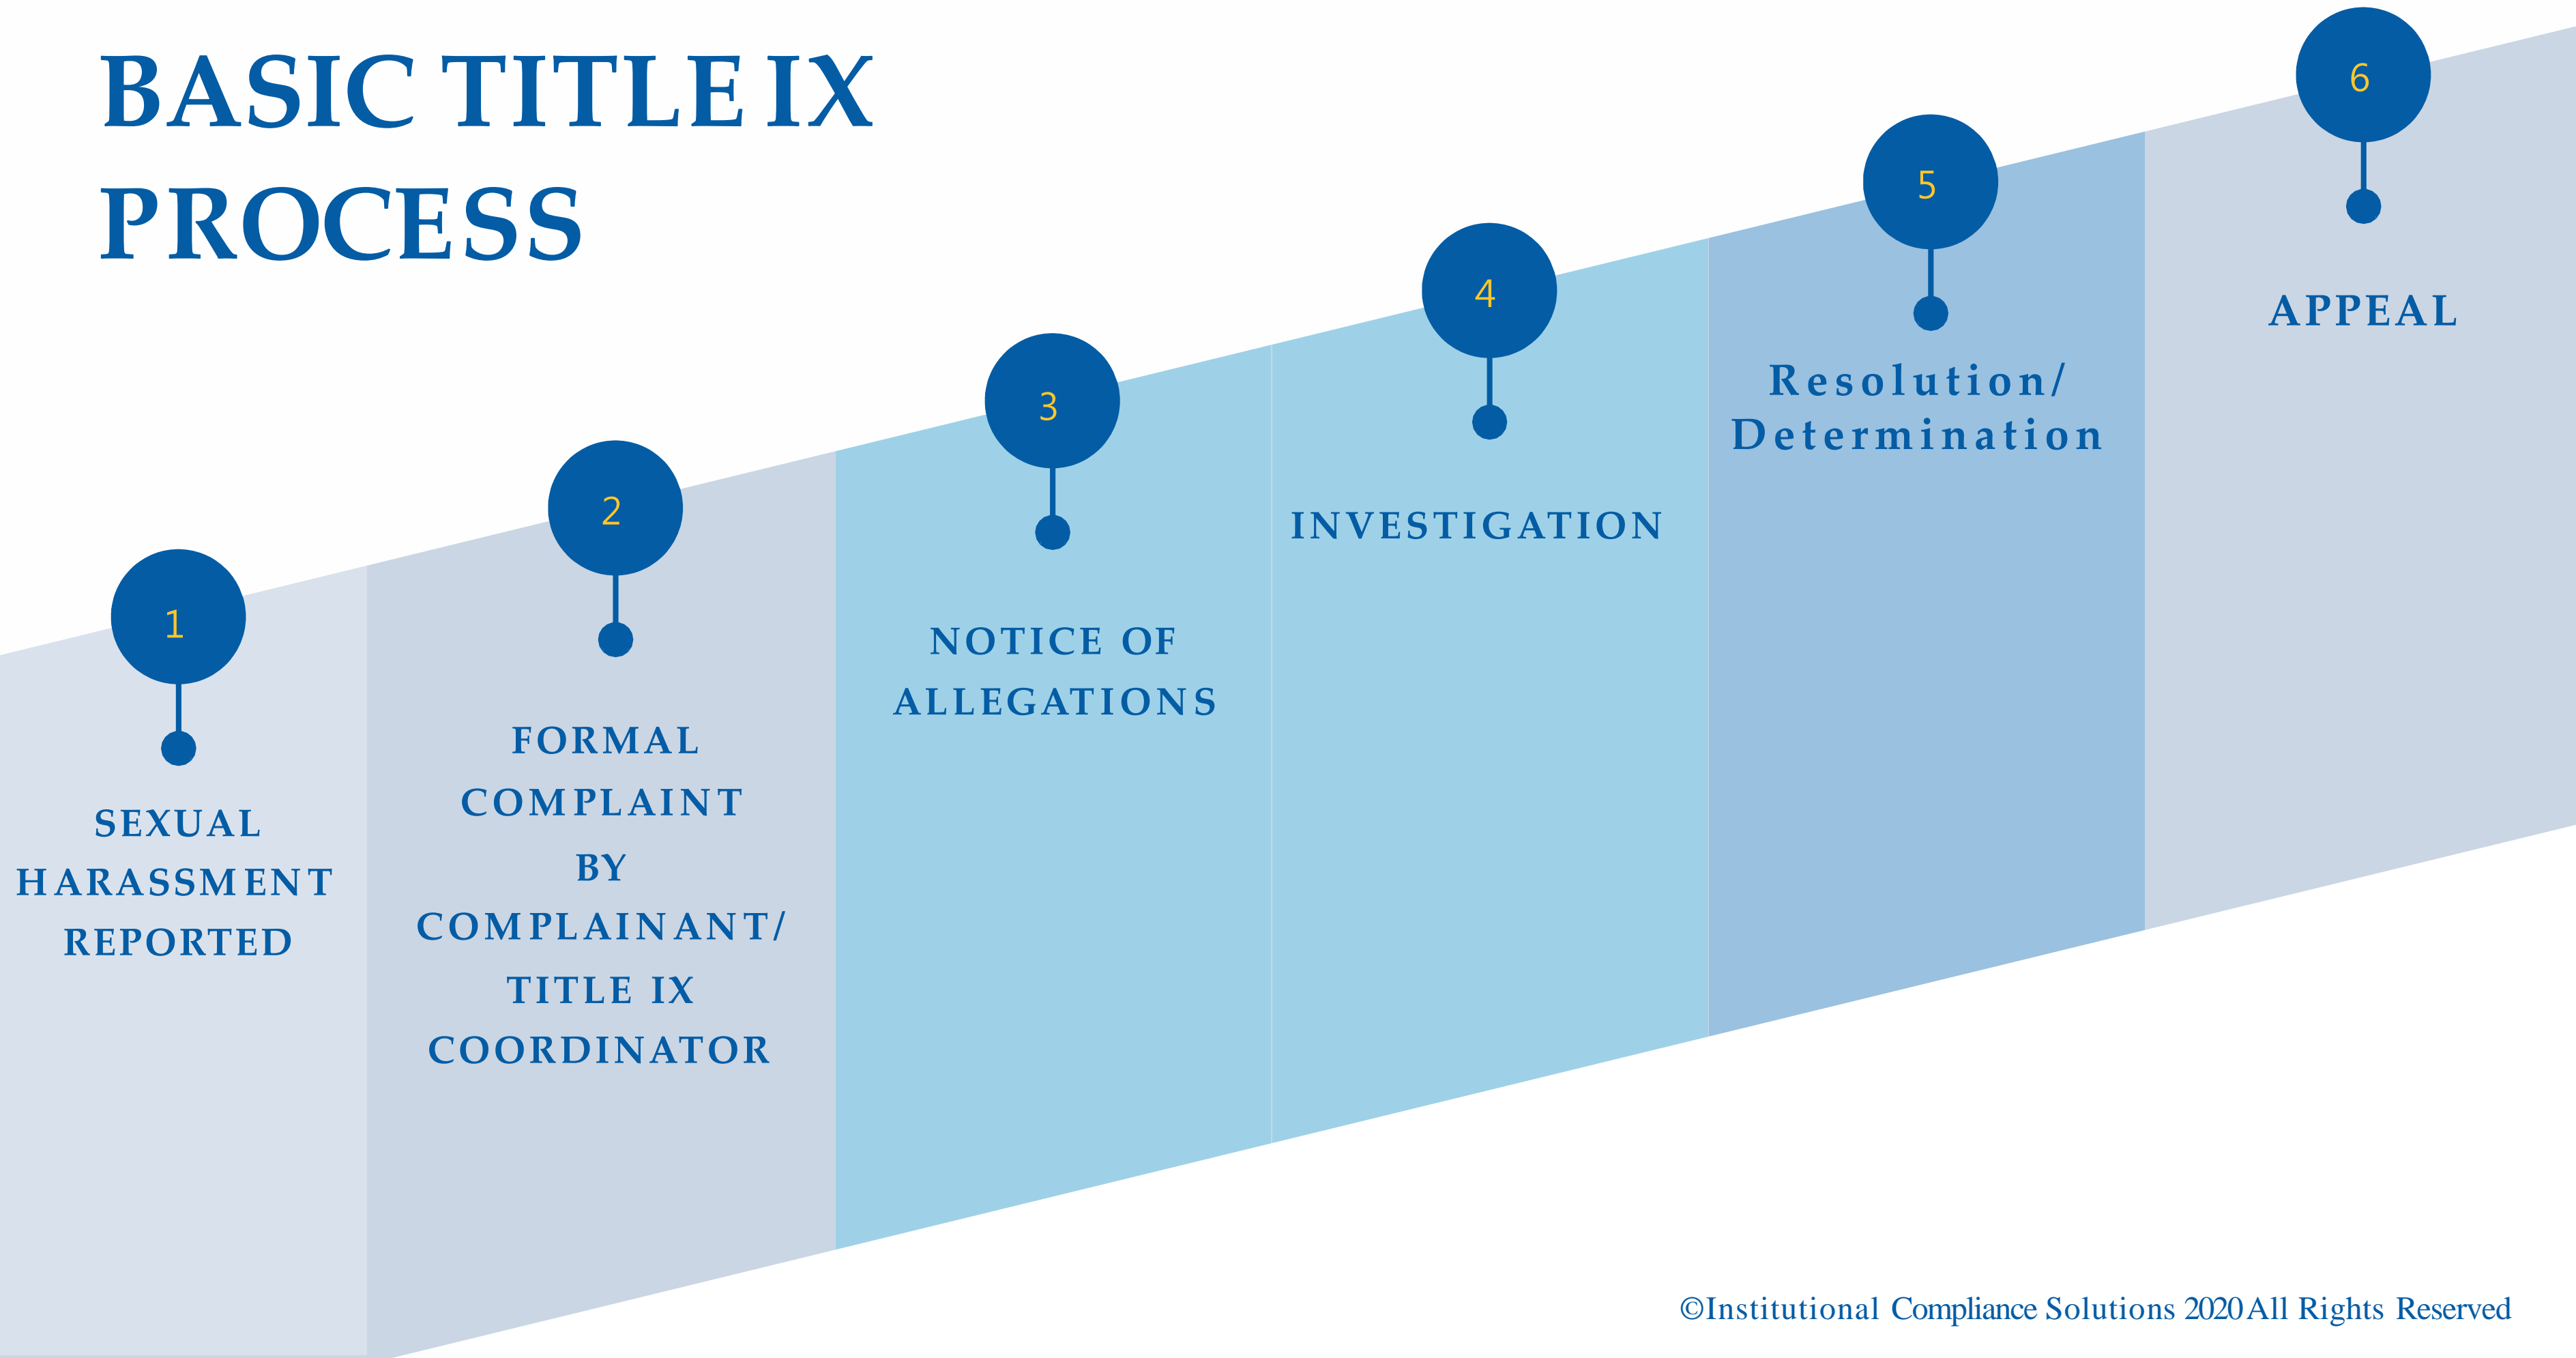 BASIC TITLE IX
PROCESS
1
SEXUAL
HARASSMENT
REPORTED
2
FORMAL
COMPLAINT
BY
COMPLAINANT/
TITLE IX
COORDINATOR
3
NOTICE OF
ALLEGATIONS
4
INVESTIGATION
5
Resolution/
Determination
6
APPEAL
©Institutional Compliance Solutions 2020 All Rights Reserved